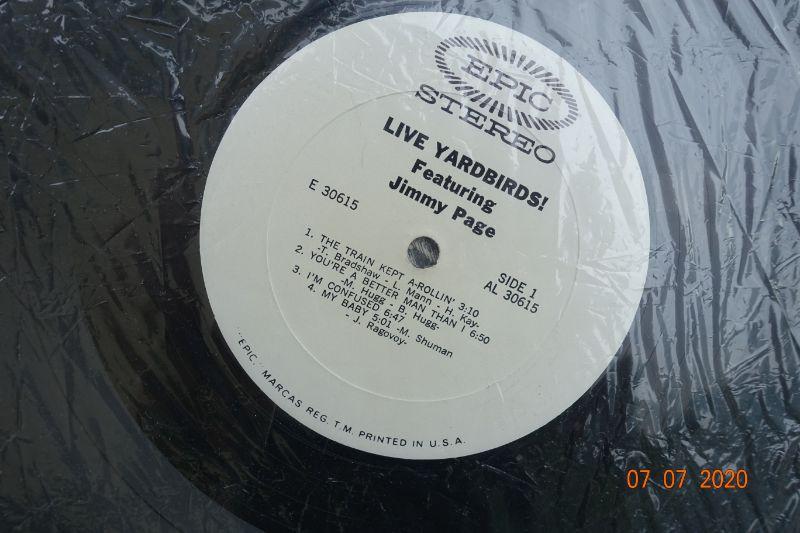 EPIC
STEREO
LIVE YARDBIRDS!
Featuring
Jimmy Page
E 30615
SIDE 1
AL 30615
1. THE TRAIN KEPT A-ROLLIN' 3:10
-T. Bradshaw - L. Mann - H. Kay-
2. YOU'RE A BETTER MAN THAN I 6:50
-M. Hugg - B. Hugg-
3. I'M CONFUSED 6:47
4. MY BABY 5:01 -M. Shuman
- J. Ragovoy-
"EPIC," MARCAS REG. T.M. PRINTED IN U.S.A.
07 07 2020